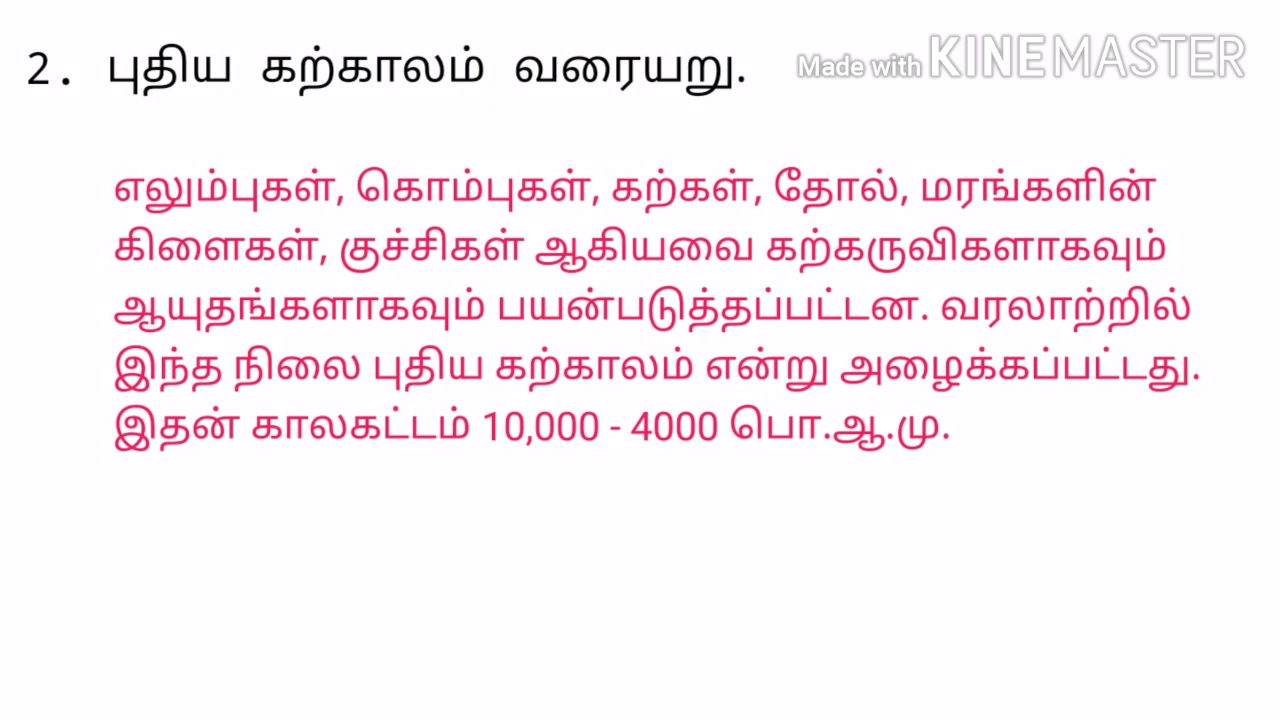 2. புதிய கற்காலம் வரையறு.
Made with KINEMASTER
எலும்புகள், கொம்புகள், கற்கள், தோல், மரங்களின்
கிளைகள், குச்சிகள் ஆகியவை கற்கருவிகளாகவும்
ஆயுதங்களாகவும் பயன்படுத்தப்பட்டன. வரலாற்றில்
இந்த நிலை புதிய கற்காலம் என்று அழைக்கப்பட்டது.
இதன் காலகட்டம் 10,000 - 4000 பொ.ஆ.மு.